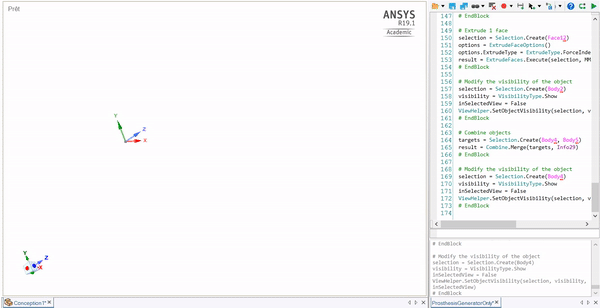 Prêt
ANSYS
R19.1
Academic
Y
Z
X
Y
Z
X
Conception1*
147 # EndBlock
148
149 # Extrude 1 face
150 selection = Selection.Create(Face12)
151 options = ExtrudeFaceOptions()
152 options.ExtrudeType = ExtrudeType.ForceInde
153 result = ExtrudeFaces.Execute(selection, MM
154 # EndBlock
155
156 # Modify the visibility of the object
157 selection = Selection.Create(Body2)
158 visibility = VisibilityType.Show
159 inSelectedView = False
160 ViewHelper.SetObjectVisibility(selection, v
161 # EndBlock
162
163 # Combine objects
164 targets = Selection.Create(Body4, Body5)
165 result = Combine.Merge(targets, Info29)
166 # EndBlock
167
168 # Modify the visibility of the object
169 selection = Selection.Create(Body4)
170 visibility = VisibilityType.Show
171 inSelectedView = False
172 ViewHelper.SetObjectVisibility(selection, v
173 # EndBlock
174
# EndBlock
# Modify the visibility of the object
selection = Selection.Create(Body4)
visibility = VisibilityType.Show
ViewHelper.SetObjectVisibility(selection, visibility,
inSelectedView)
# EndBlock
ProsthesisGeneratorOnly*